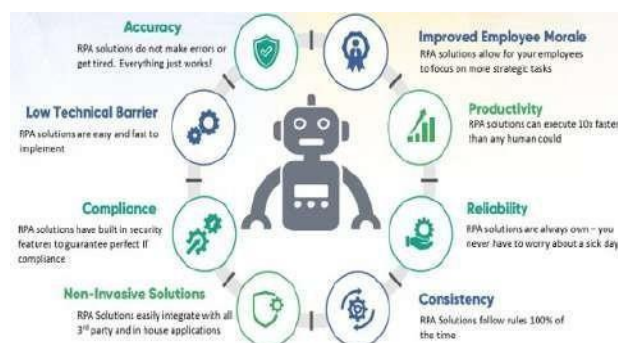 Accuracy
RPA solutions do not make errors or
get tired. Everything just works!
Improved Employee Morale
RPA solutions allow for your employees
to focus on more strategic tasks
Low Technical Barrier
RPA solutions are easy and fast to
implement
Productivity
RPA solutions can execute 10x faster
than any human could
Compliance
RPA solutions have built in security
features to guarantee perfect IT
compliance
Reliability
RPA solutions are always own – you
never have to worry about a sick day
Non-Invasive Solutions
RPA Solutions easily integrate with all
3rd party and in house applications
Consistency
RPA Solutions follow rules 100% of
the time